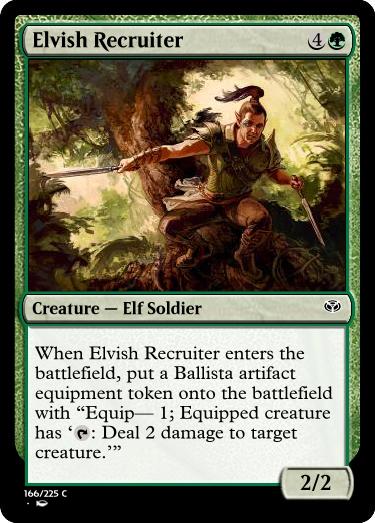 Elvish Recruiter 4
Creature — Elf Soldier
When Elvish Recruiter enters the
battlefield, put a Ballista artifact
equipment token onto the battlefield
with “Equip— 1; Equipped creature
has ‘: Deal 2 damage to target
creature.’”
2/2
166/225 C